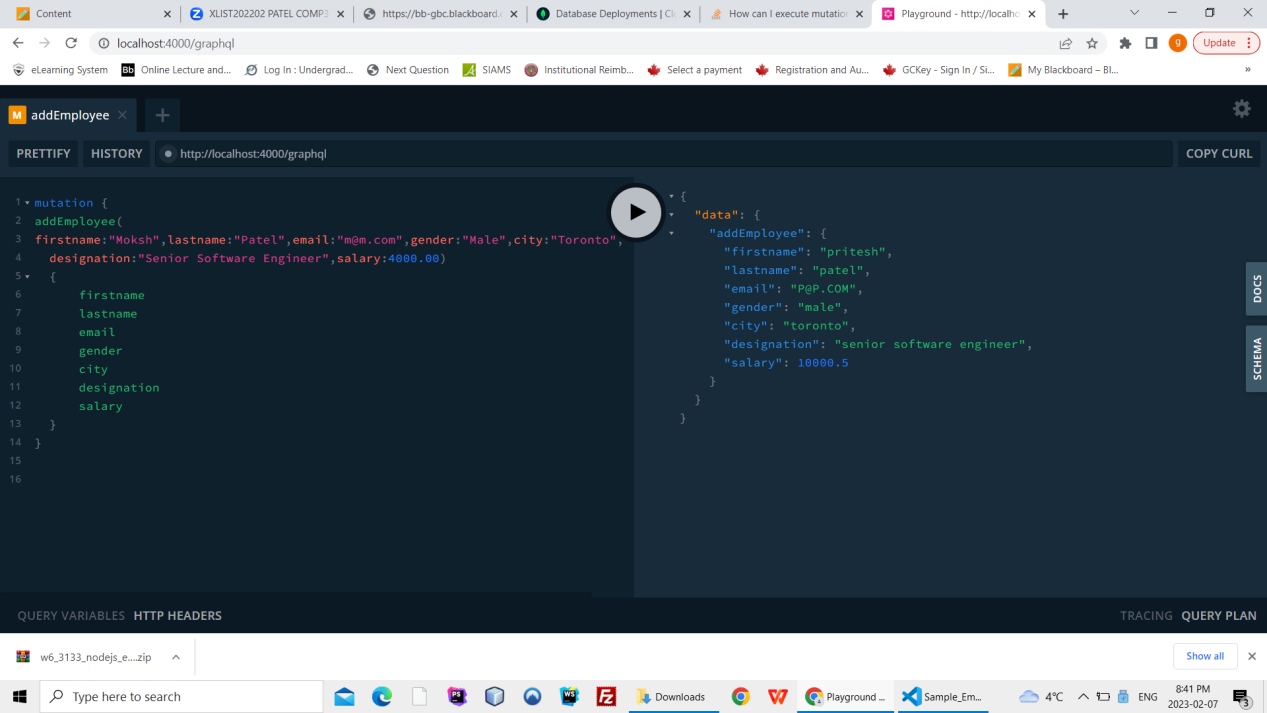 Content
XLIST202202 PATEL COMP3
https://bb-gbc.blackboard.c
Database Deployments | Cl
How can I execute mutation
Playground - http://localho
localhost:4000/graphql
g
Update
eLearning System
Bb Online Lecture and...
Log In : Undergrad...
Next Question
SIAMS
Institutional Reimb...
Select a payment
Registration and Au...
GCKey - Sign In / Si...
My Blackboard – Bl...
»
M addEmployee
PRETTIFY HISTORY http://localhost:4000/graphql COPY CURL
1 mutation {
2 addEmployee(
3 firstname:"Moksh",lastname:"Patel",email:"m@m.com",gender:"Male",city:"Toronto",
4 designation:"Senior Software Engineer",salary:4000.00)
5 {
6 firstname
7 lastname
8 email
9 gender
10 city
11 designation
12 salary
13 }
14 }
15
16
{
"data": {
"addEmployee": {
"firstname": "pritesh",
"lastname": "patel",
"email": "P@P.COM",
"gender": "male",
"city": "toronto",
"designation": "senior software engineer",
"salary": 10000.5
}
}
}
DOCS
SCHEMA
QUERY VARIABLES HTTP HEADERS
TRACING QUERY PLAN
w6_3133_nodejs_e....zip
Show all
Type here to search
PS
WS
FZ
Downloads
W
Playground ...
Sample_Em...
4°C
ENG
8:41 PM
2023-02-07
3